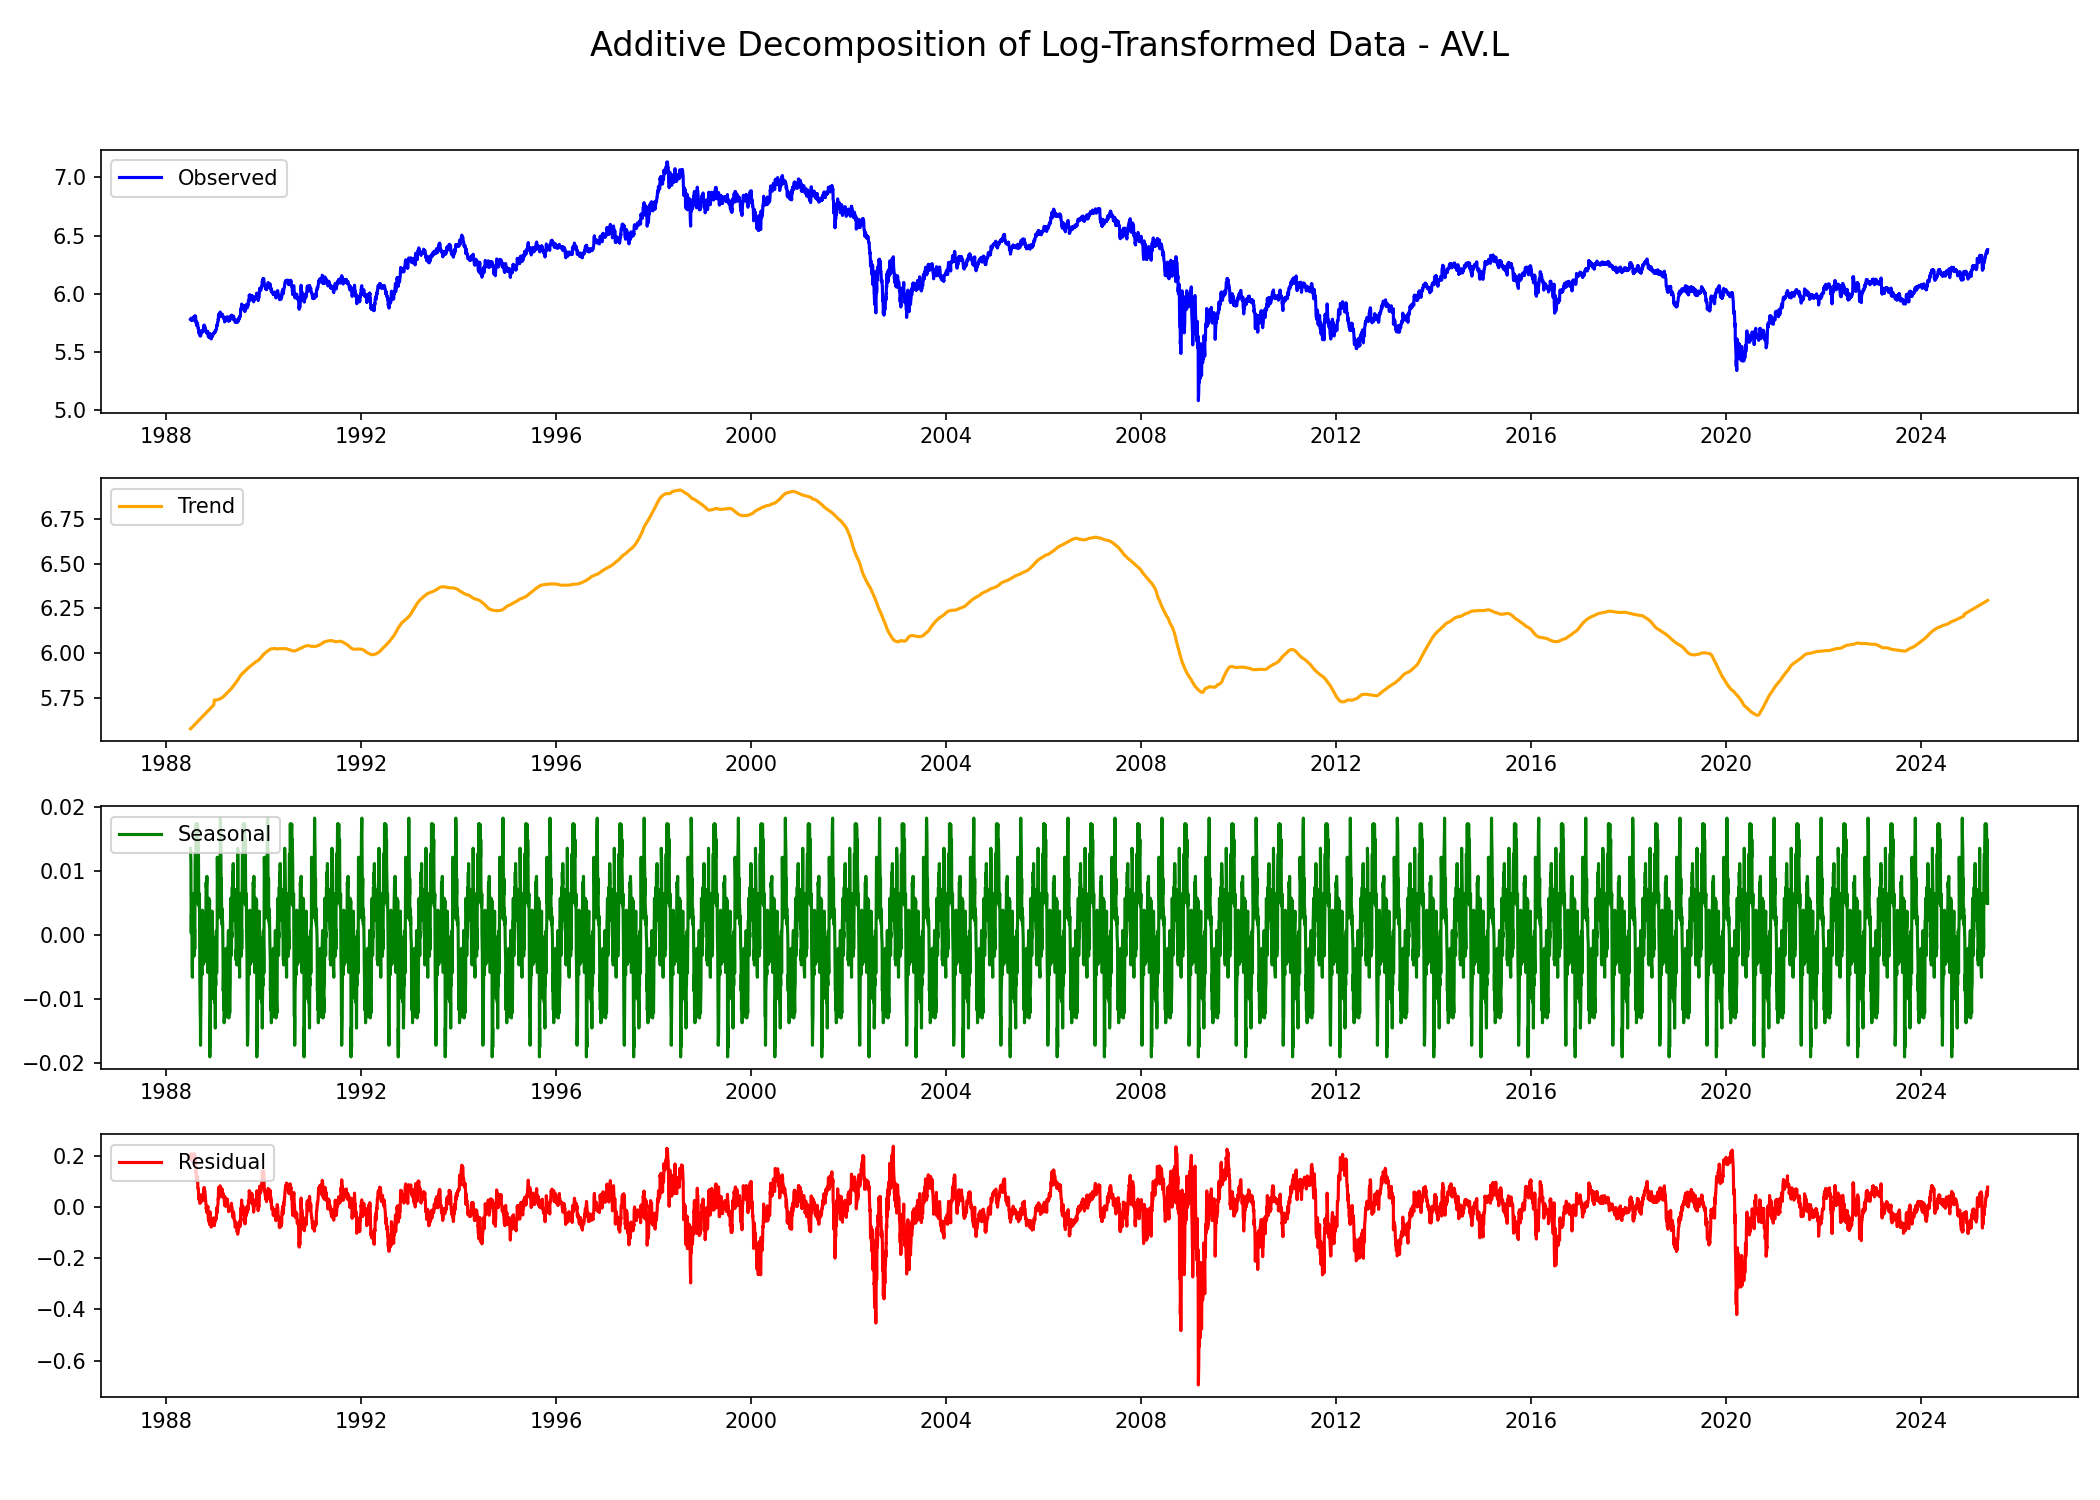 Additive Decomposition of Log-Transformed Data - AV.L
Observed
7.0
6.5
6.0
5.5
5.0
1988 1992 1996 2000 2004 2008 2012 2016 2020 2024
Trend
6.75
6.50
6.25
6.00
5.75
1988 1992 1996 2000 2004 2008 2012 2016 2020 2024
Seasonal
0.02
0.01
0.00
−0.01
−0.02
1988 1992 1996 2000 2004 2008 2012 2016 2020 2024
Residual
0.2
0.0
−0.2
−0.4
−0.6
1988 1992 1996 2000 2004 2008 2012 2016 2020 2024